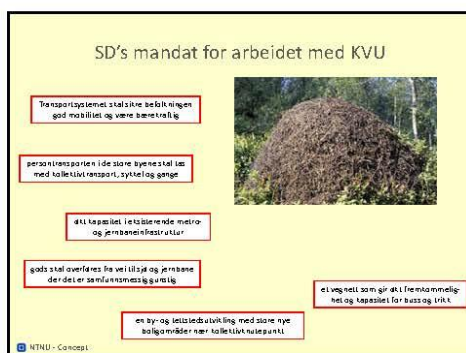 SD's mandat for arbeidet med KVU
Transportsystemet skal sikre befolkningen
god mobilitet og være bærekraftig
persontransporten i de store byene skal tas
med kollektivtransport, sykkel og gange
økt kapasitet i eksisterende metro-
og jernbaneinfrastruktur
gods skal overføres fra vei til sjø og jernbane
der det er samfunnsmessig gunstig
et vegnett som gir økt fremkommelig-
het og kapasitet for buss og trikk
en by- og tettstedsutvikling med store nye
boligområder nær kollektivknutepunkt
NTNU - Concept